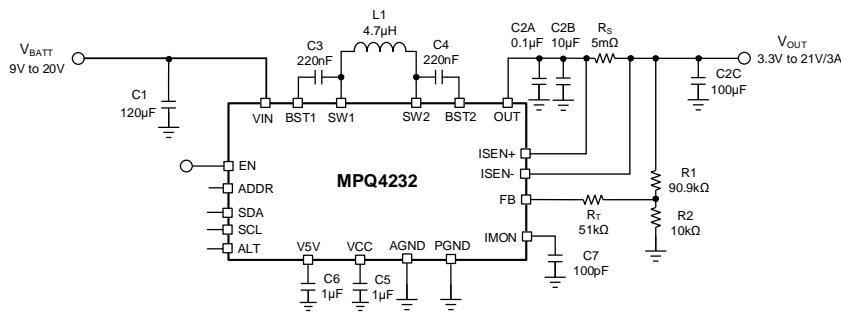 L1
4.7µH
C3
220nF
C4
220nF
C2A
0.1µF
C2B
10µF
RS
5mΩ
VBATT
9V to 20V
VOUT
3.3V to 21V/3A
C1
120µF
C2C
100µF
VIN
BST1
SW1
SW2
BST2
OUT
EN
ADDR
SDA
SCL
ALT
MPQ4232
ISEN+
ISEN-
FB
IMON
RT
51kΩ
R1
90.9kΩ
R2
10kΩ
C7
100pF
V5V
VCC
AGND
PGND
C6
1µF
C5
1µF